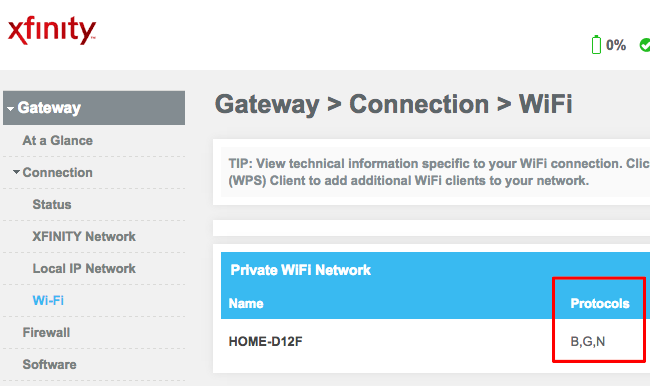 xfinity
0%
Gateway
At a Glance
Connection
Status
XFINITY Network
Local IP Network
Wi-Fi
Firewall
Software
Gateway > Connection > WiFi
TIP: View technical information specific to your WiFi connection. Clic
(WPS) Client to add additional WiFi clients to your network.
Private WIFI Network
Name Protocols
HOME-D12F B,G,N